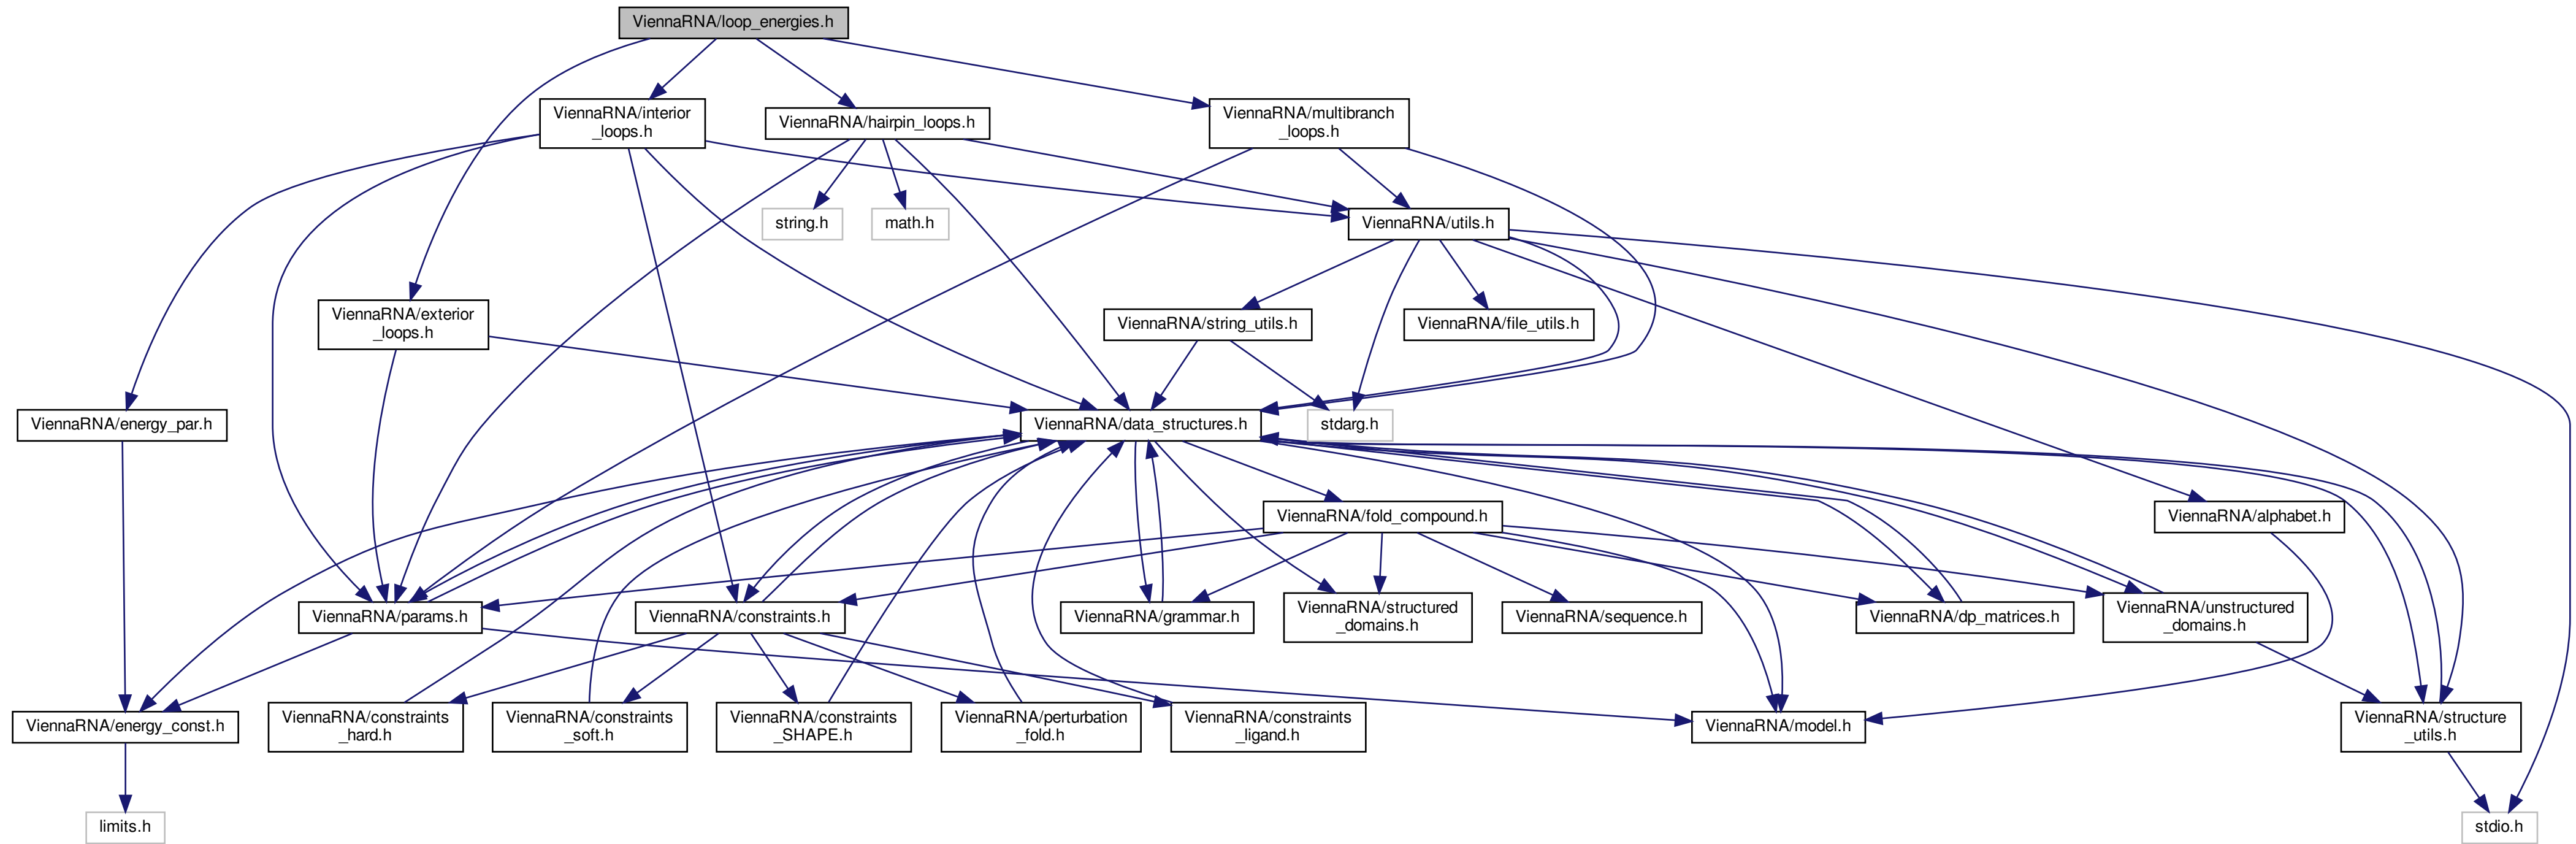 ViennaRNA/loop_energies.h
ViennaRNA/interior
_loops.h
ViennaRNA/hairpin_loops.h
ViennaRNA/multibranch
_loops.h
string.h
math.h
ViennaRNA/utils.h
ViennaRNA/exterior
_loops.h
ViennaRNA/string_utils.h
ViennaRNA/file_utils.h
ViennaRNA/energy_par.h
ViennaRNA/data_structures.h
stdarg.h
ViennaRNA/fold_compound.h
ViennaRNA/alphabet.h
ViennaRNA/params.h
ViennaRNA/constraints.h
ViennaRNA/grammar.h
ViennaRNA/structured
_domains.h
ViennaRNA/sequence.h
ViennaRNA/dp_matrices.h
ViennaRNA/unstructured
_domains.h
ViennaRNA/energy_const.h
ViennaRNA/constraints
_hard.h
ViennaRNA/constraints
_soft.h
ViennaRNA/constraints
_SHAPE.h
ViennaRNA/perturbation
_fold.h
ViennaRNA/constraints
_ligand.h
ViennaRNA/model.h
ViennaRNA/structure
_utils.h
limits.h
stdio.h